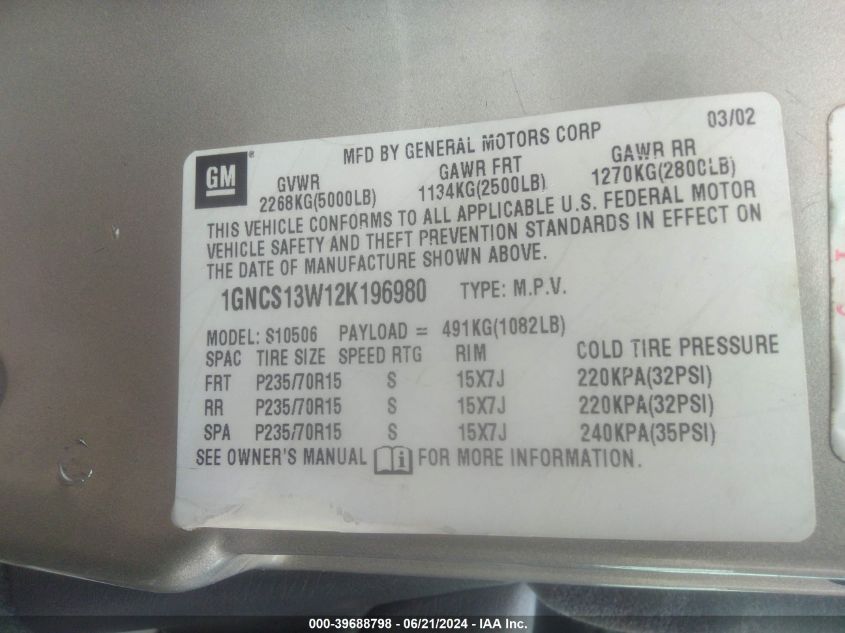 03/02
GM ® MFD BY GENERAL MOTORS CORP
GVWR GAWR FRT GAWR RR
2268KG(5000LB) 1134KG(2500LB) 1270KG(2800LB)
THIS VEHICLE CONFORMS TO ALL APPLICABLE U.S. FEDERAL MOTOR
VEHICLE SAFETY AND THEFT PREVENTION STANDARDS IN EFFECT ON
THE DATE OF MANUFACTURE SHOWN ABOVE.
1GNCS13W12K196980 TYPE: M.P.V.
MODEL: S10506 PAYLOAD = 491KG(1082LB)
SPAC TIRE SIZE SPEED RTG RIM COLD TIRE PRESSURE
FRT P235/70R15 S 15X7J 220KPA(32PSI)
RR P235/70R15 S 15X7J 220KPA(32PSI)
SPA P235/70R15 S 15X7J 240KPA(35PSI)
SEE OWNER'S MANUAL i FOR MORE INFORMATION.
000-39688798 - 06/21/2024 - IAA Inc.